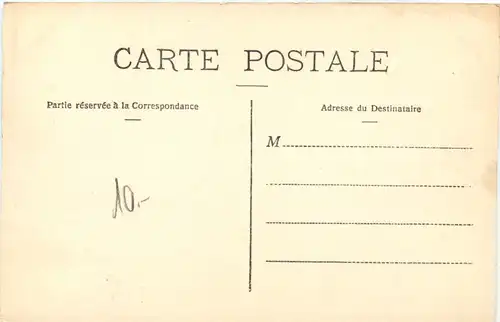 CARTE POSTALE
Partie réservée à la Correspondance
Adresse du Destinataire
M
10.-